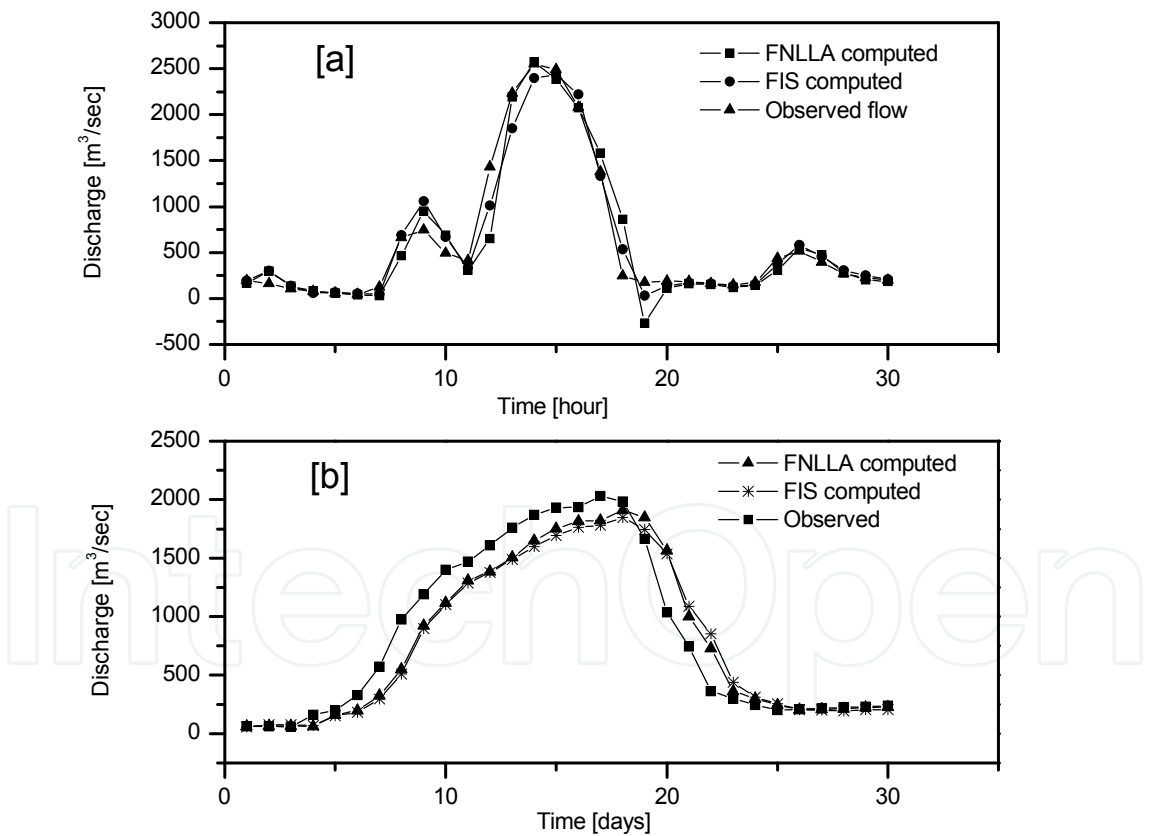 [a]
FNLLA computed
FIS computed
Observed flow
Discharge [m³/sec]
3000
2500
2000
1500
1000
500
0
-500
0
10
20
30
Time [hour]
[b]
FNLLA computed
FIS computed
Observed
Discharge [m³/sec]
2500
2000
1500
1000
500
0
0
10
20
30
Time [days]
IntechOpen